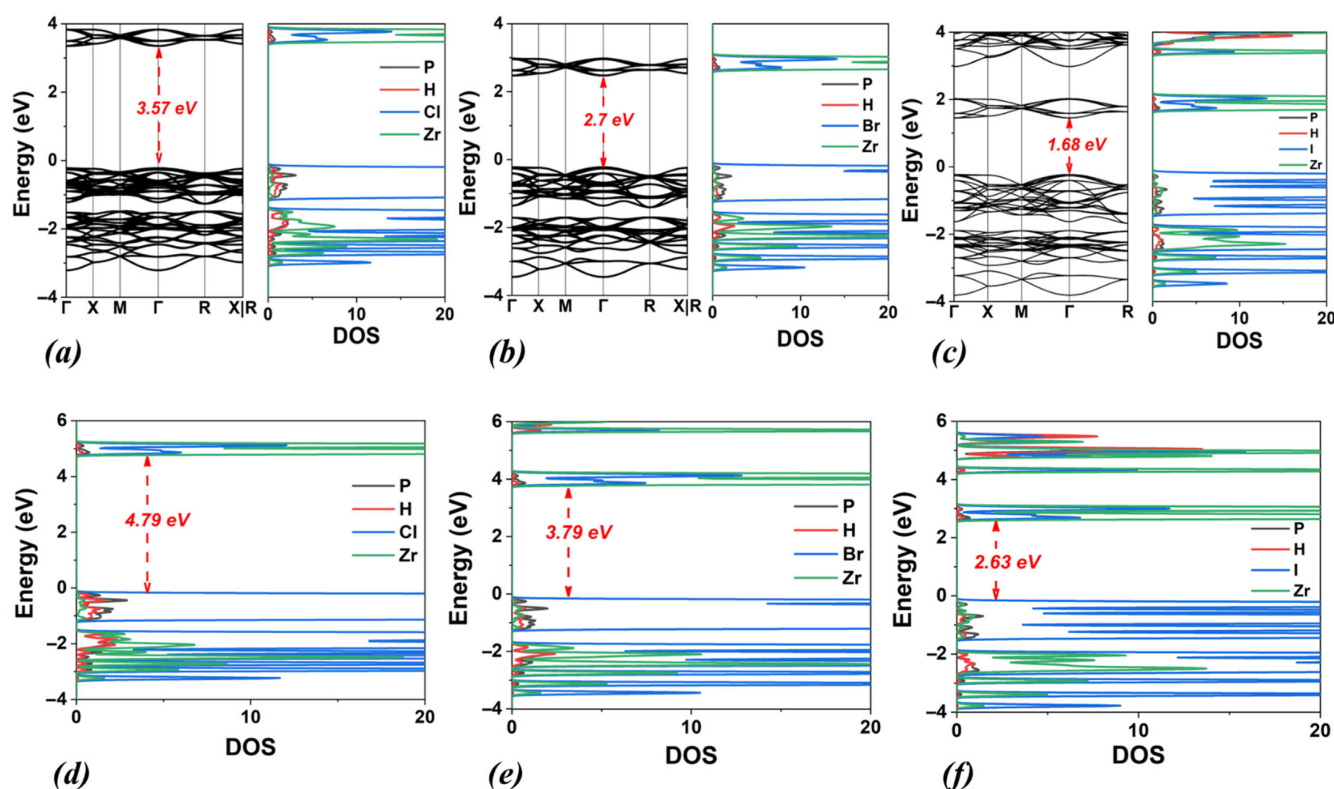 4
2
0
−2
−4
Energy (eV)
3.57 eV
Γ X M Γ R X|R
P
H
Cl
Zr
0 10 20
DOS
(a)
4
2
0
−2
−4
Energy (eV)
2.7 eV
Γ X M Γ R X|R
P
H
Br
Zr
0 10 20
DOS
(b)
4
2
0
−2
−4
Energy (eV)
1.68 eV
Γ X M Γ R
P
H
I
Zr
0 10 20
DOS
(c)
6
4
2
0
−2
−4
Energy (eV)
4.79 eV
P
H
Cl
Zr
0 10 20
DOS
(d)
6
4
2
0
−2
−4
Energy (eV)
3.79 eV
P
H
Br
Zr
0 10 20
DOS
(e)
6
4
2
0
−2
−4
Energy (eV)
2.63 eV
P
H
I
Zr
0 10 20
DOS
(f)